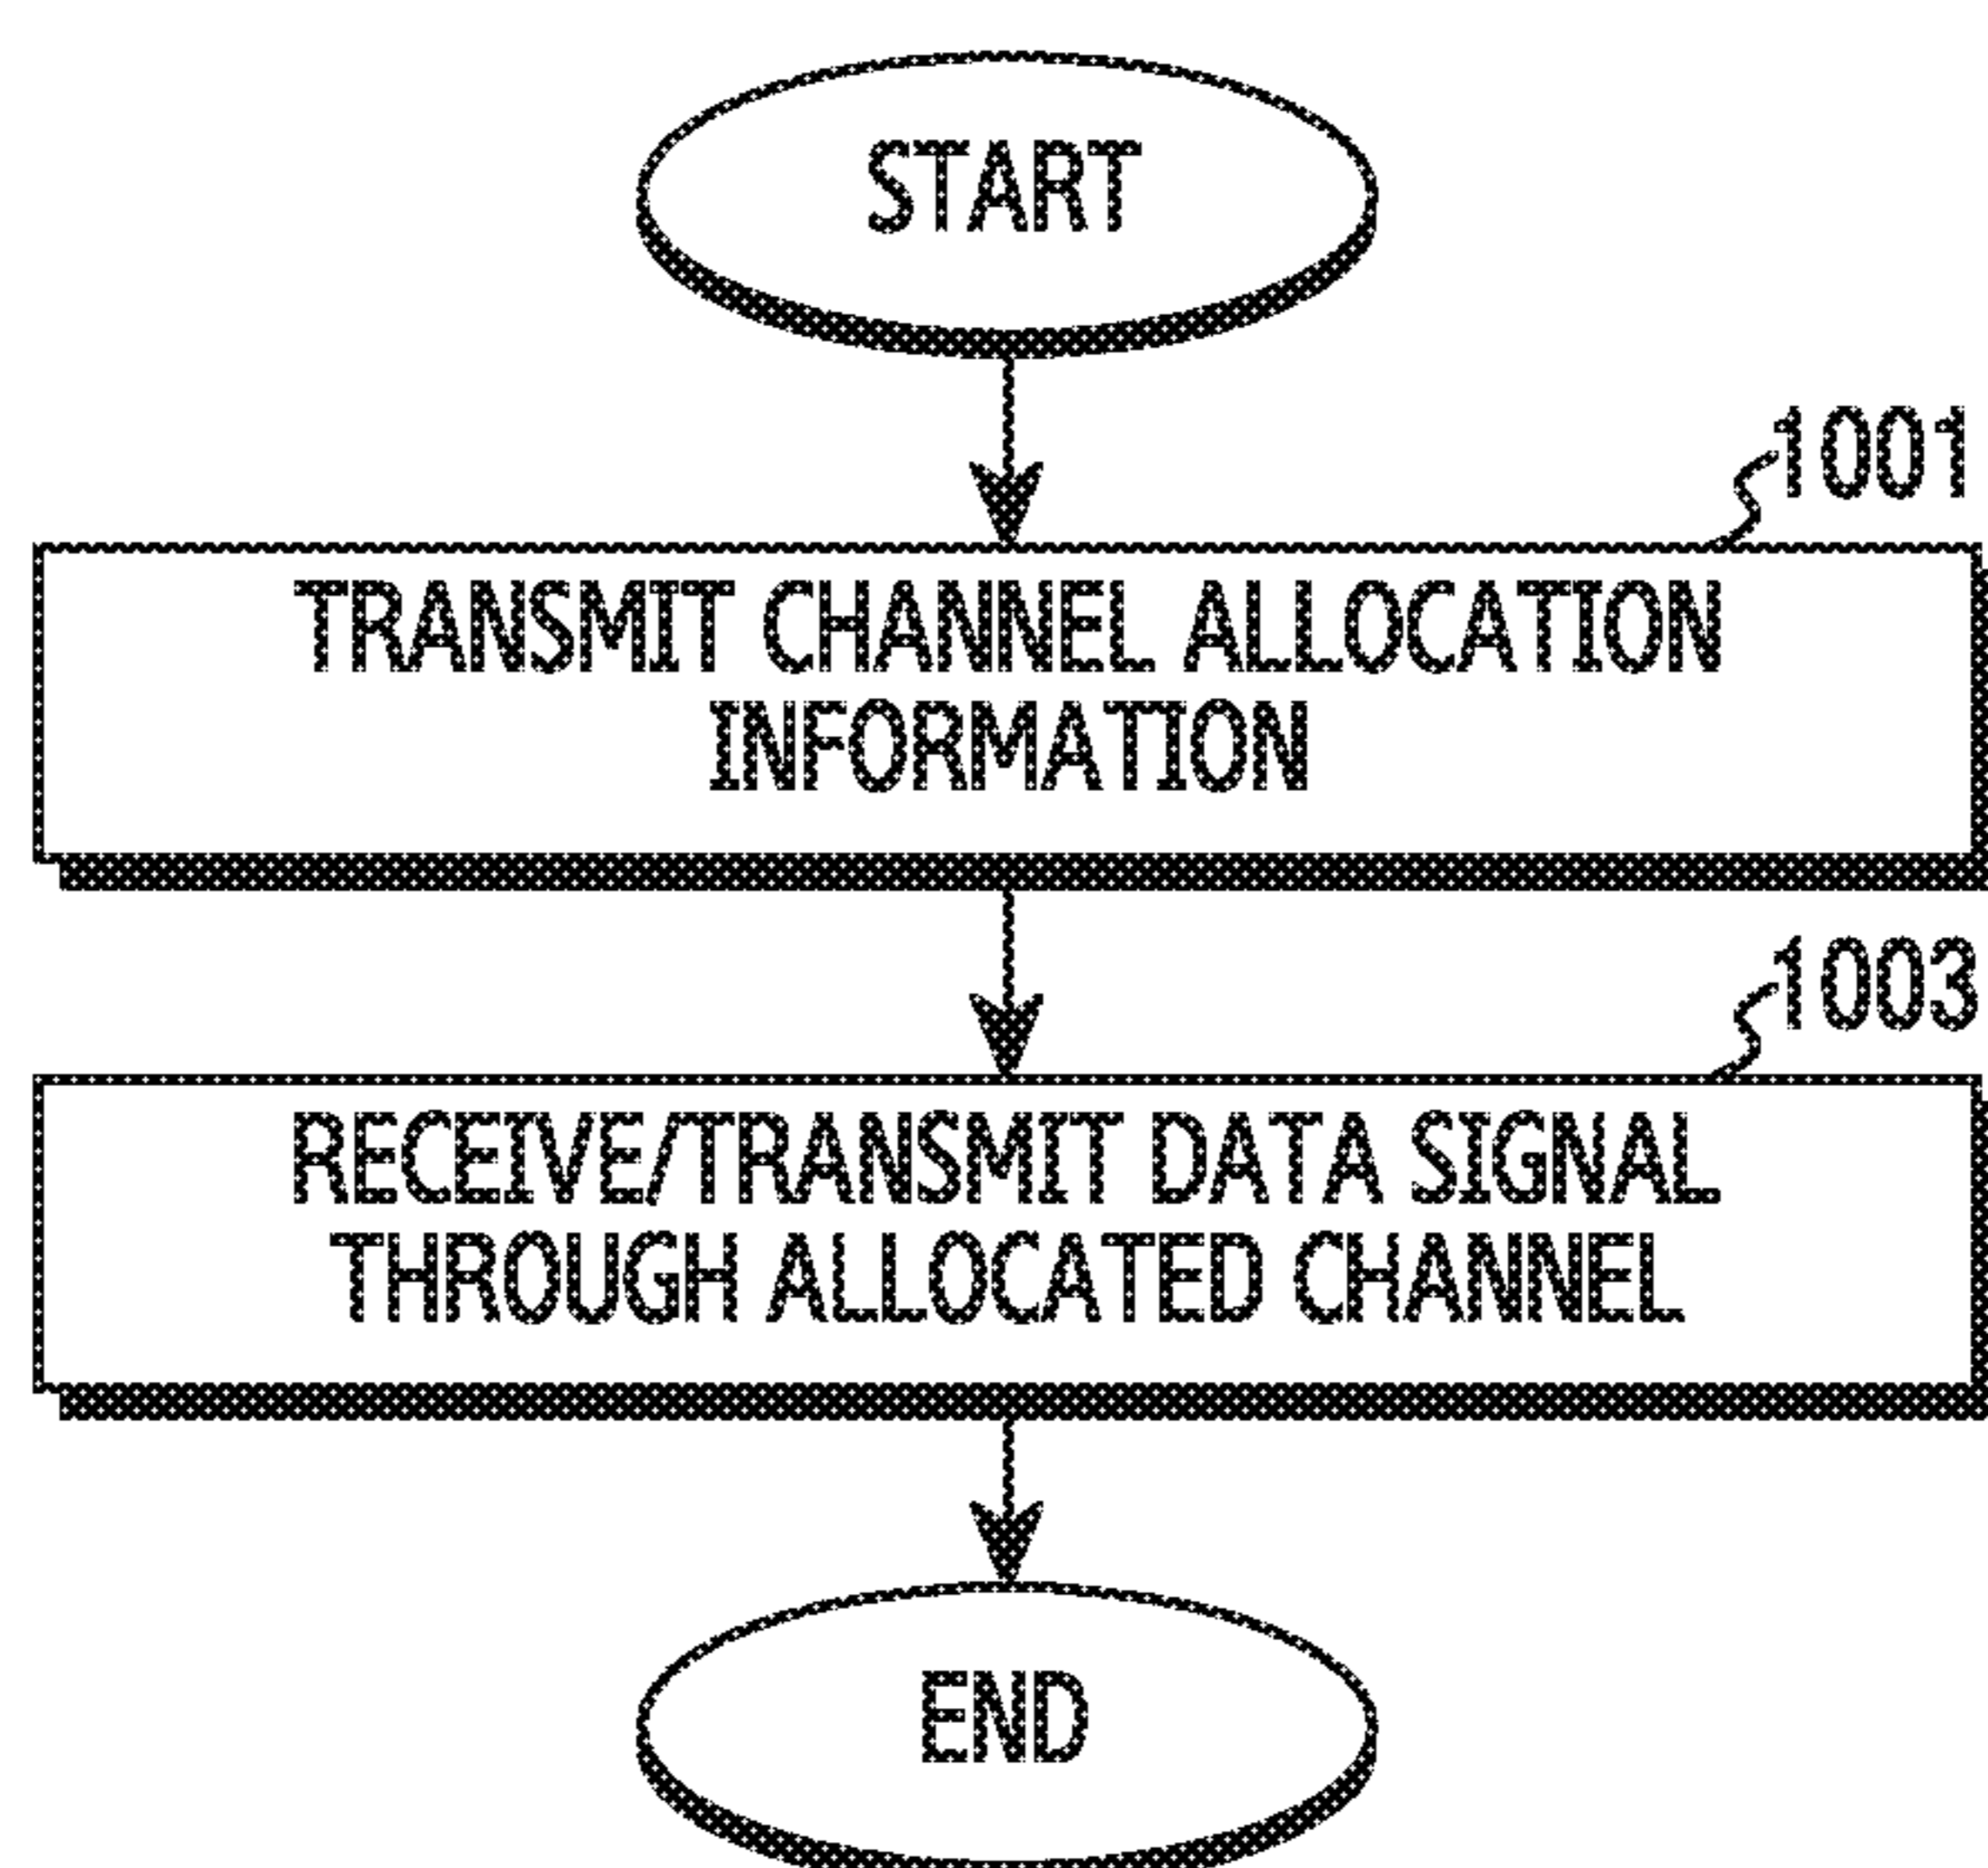 START
1001
TRANSMIT CHANNEL ALLOCATION
INFORMATION
1003
RECEIVE/TRANSMIT DATA SIGNAL
THROUGH ALLOCATED CHANNEL
END